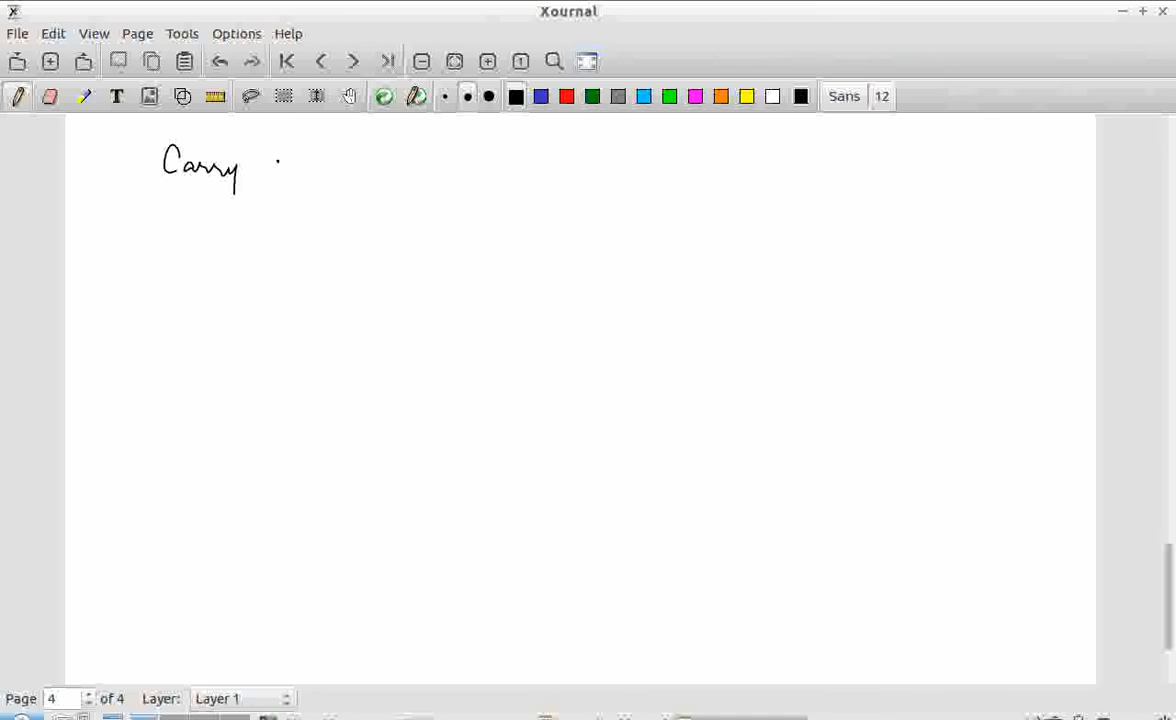 Xournal
File Edit View Page Tools Options Help
Sans 12
Carry
Page 4 of 4 Layer: Layer 1